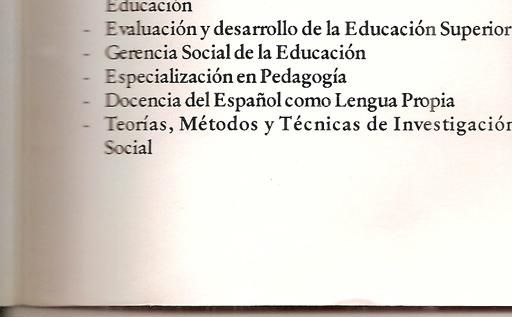 Educación
- Evaluación y desarrollo de la Educación Superior
- Gerencia Social de la Educación
- Especialización en Pedagogía
- Docencia del Español como Lengua Propia
- Teorías, Métodos y Técnicas de Investigación
Social